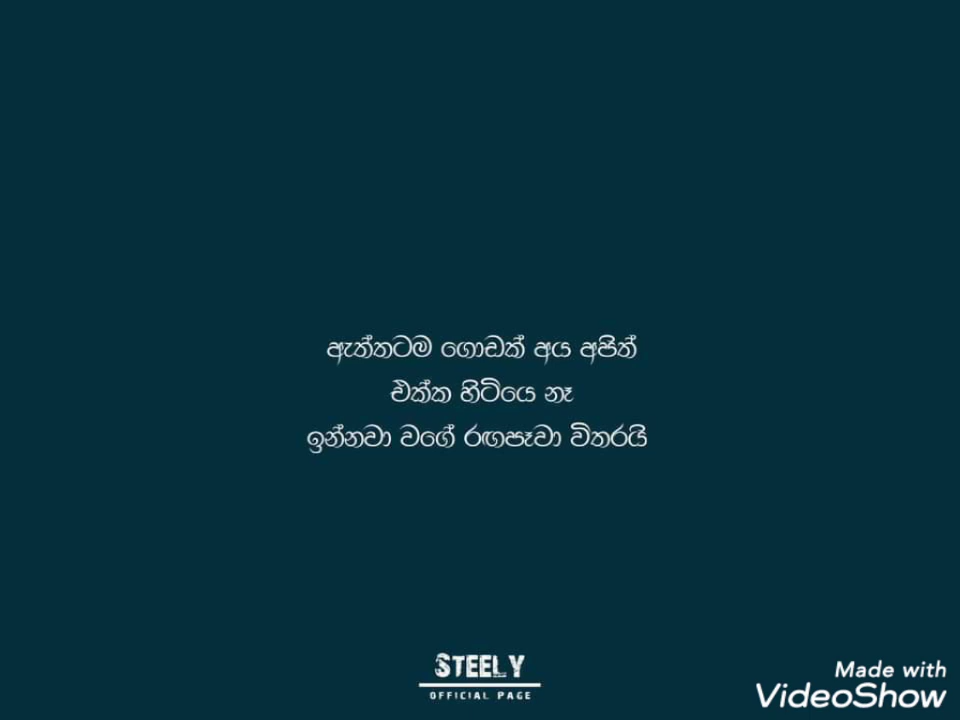 ඇත්තටම ගොඩක් අය අපිත්
එක්ක හිටියෙ නෑ
ඉන්නවා වගේ රඟපෑවා විතරයි
STEELY
OFFICIAL PAGE
Made with
VideoShow